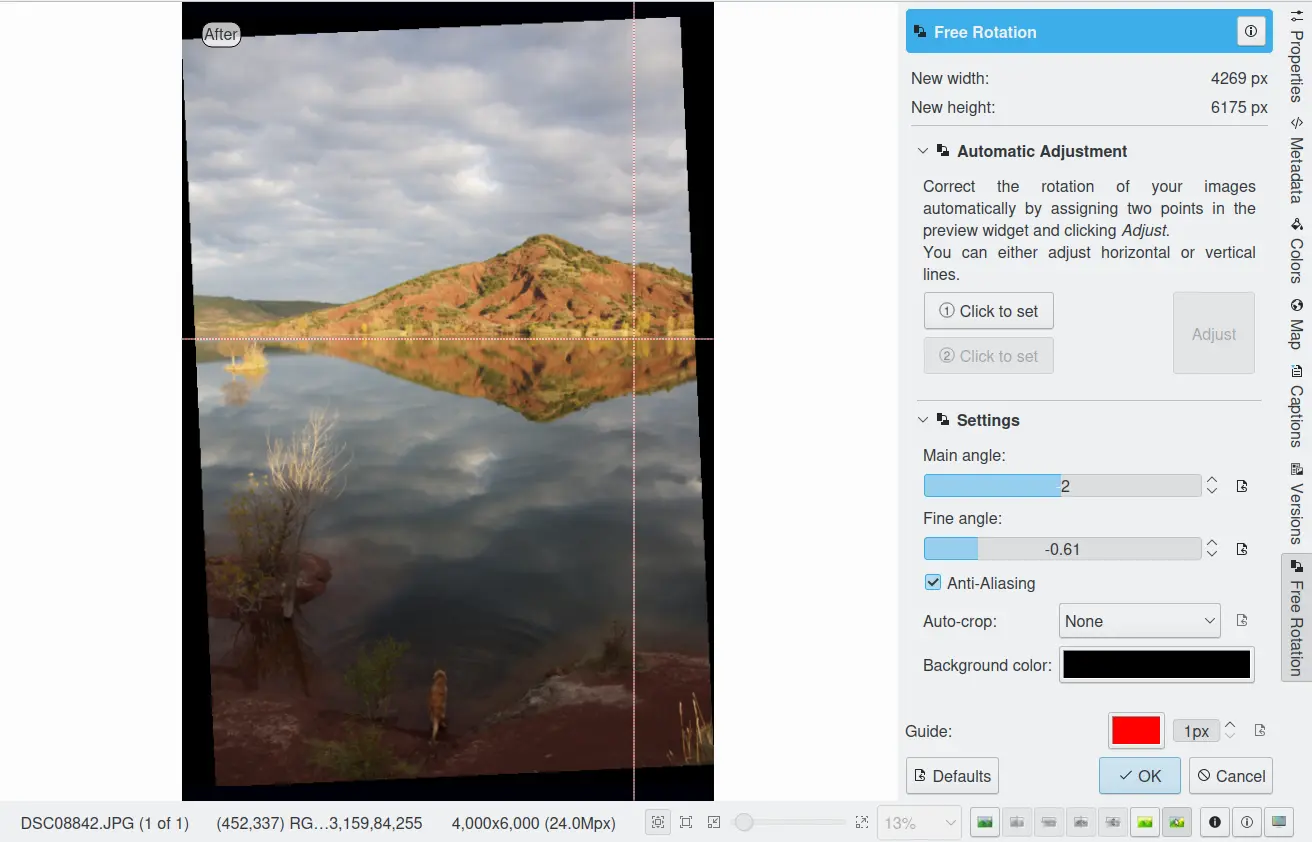 After
Free Rotation
New width: 4269 px
New height: 6175 px
Automatic Adjustment
Correct the rotation of your images
automatically by assigning two points in the
preview widget and clicking Adjust.
You can either adjust horizontal or vertical
lines.
① Click to set
② Click to set
Adjust
Settings
Main angle:
-2
Fine angle:
-0.61
Anti-Aliasing
Auto-crop: None
Background color:
Guide: 1px
Defaults OK Cancel
DSC08842.JPG (1 of 1) (452,337) RG…3,159,84,255 4,000x6,000 (24.0Mpx) 13%
Properties
Metadata
Colors
Map
Captions
Versions
Free Rotation